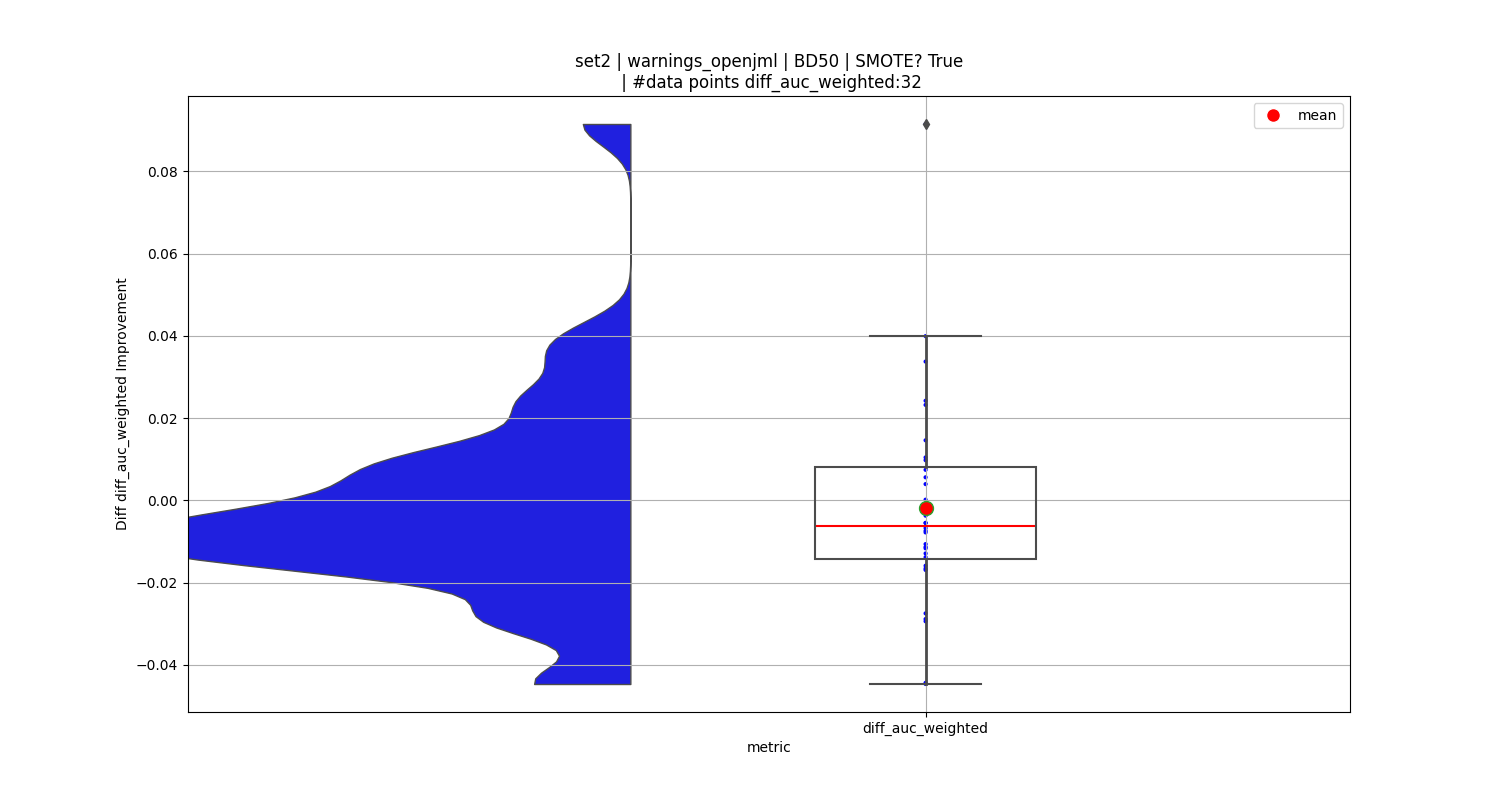 set2 | warnings_openjml | BD50 | SMOTE? True
| #data points diff_auc_weighted:32
mean
0.08
0.06
0.04
0.02
0.00
−0.02
−0.04
Diff diff_auc_weighted Improvement
diff_auc_weighted
metric